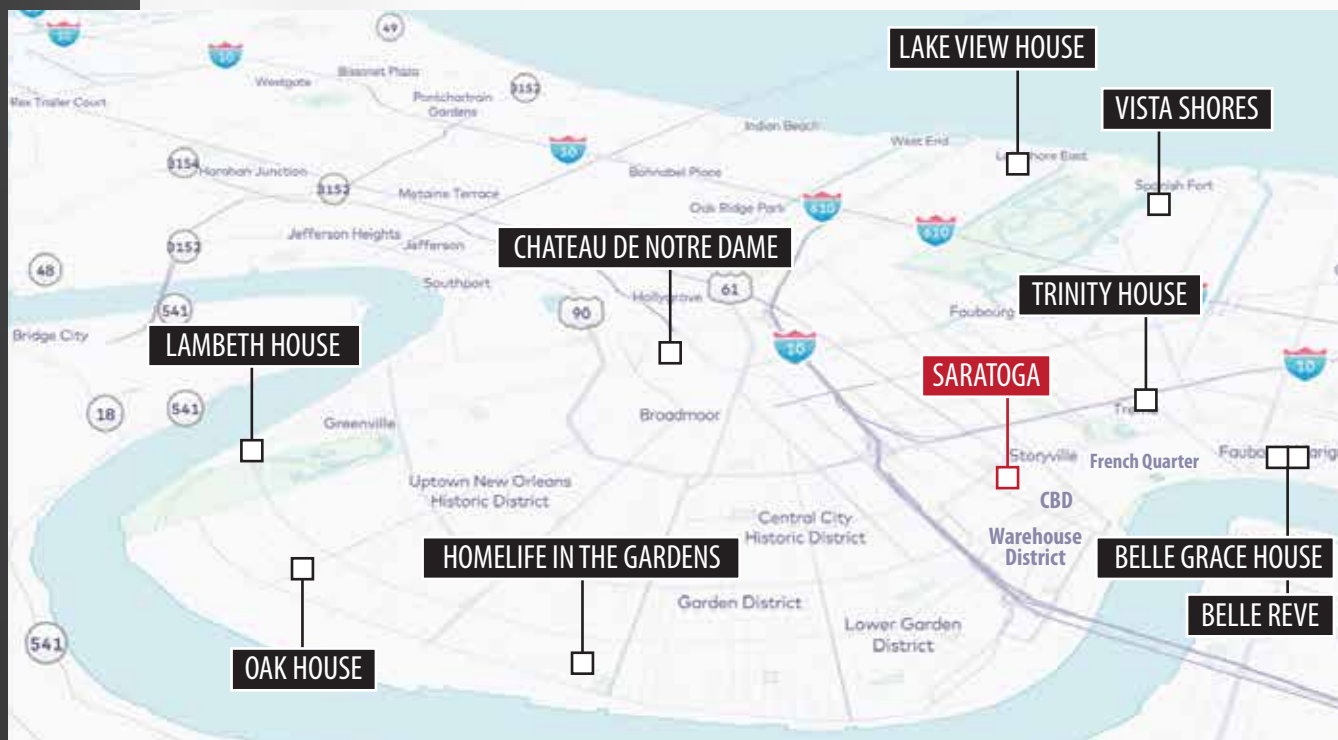 49
10
10
Westgate
Bissonet Plaza
LAKE VIEW HOUSE
Rex Trailer Court
Pontchartrain
Gardens
3152
VISTA SHORES
Indian Beach
10
West End
3154
Harahan Junction
Bonnabel Place
Spanish Fort
3152
Metairie Terrace
Oak Ridge Park
610
610
Jefferson Heights
Jefferson
3152
CHATEAU DE NOTRE DAME
48
Southport
Hollygrove
61
TRINITY HOUSE
541
90
Faubourg
Bridge City
LAMBETH HOUSE
10
10
SARATOGA
18
541
Broadmoor
Greenville
Storyville
French Quarter
Uptown New Orleans
Historic District
CBD
Central City
Historic District
Warehouse
District
HOMELIFE IN THE GARDENS
BELLE GRACE HOUSE
Garden District
BELLE REVE
Lower Garden
District
541
OAK HOUSE